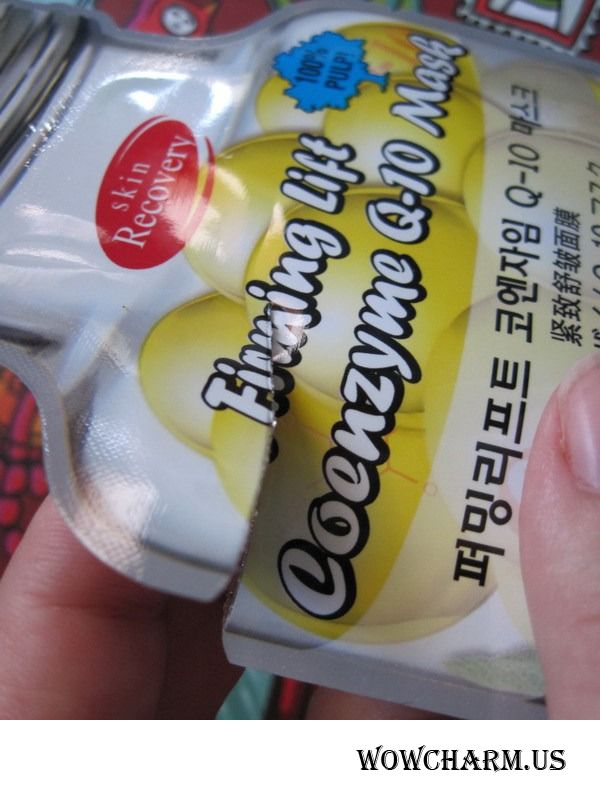 100%
PULP!
skin
Recovery
Firming Lift
Coenzyme Q-10 Mask
퍼밍리프트 코엔자임 Q-10 마스크
紧致舒皱面膜
WOWCHARM.US